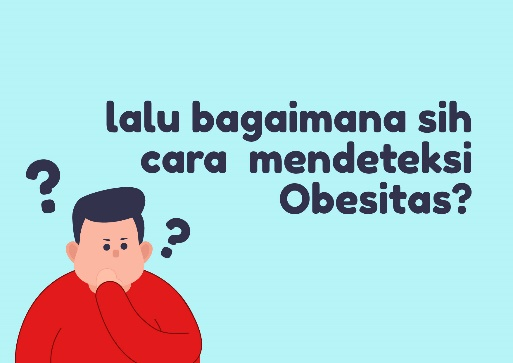 lalu bagaimana sih
cara mendeteksi
Obesitas?
? ?